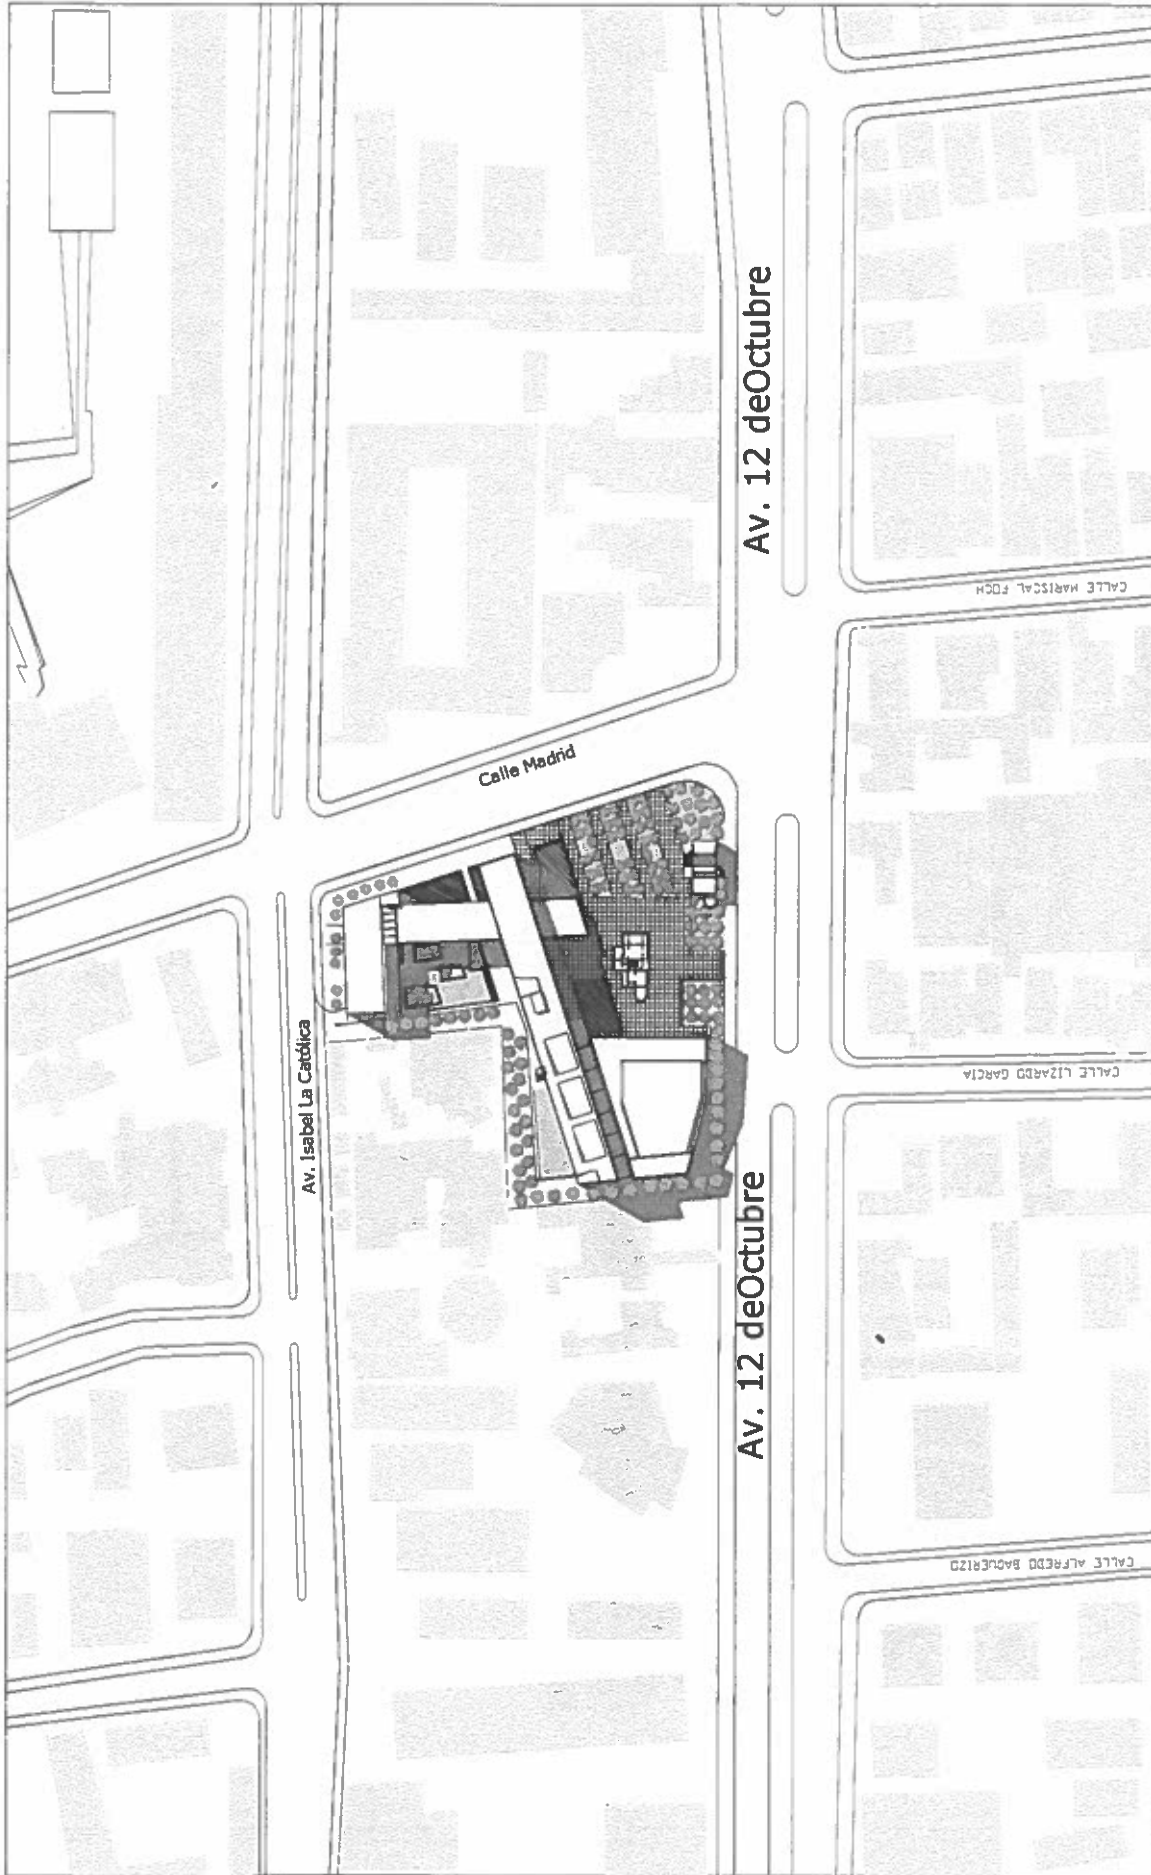 Av. 12 deOctubre
CALLE MARISCAL FOCH
Calle Madrid
Av. Isabel La Católica
CALLE LIZARDO GARCIA
Av. 12 deOctubre
CALLE ALFREDO BAQUERIZO